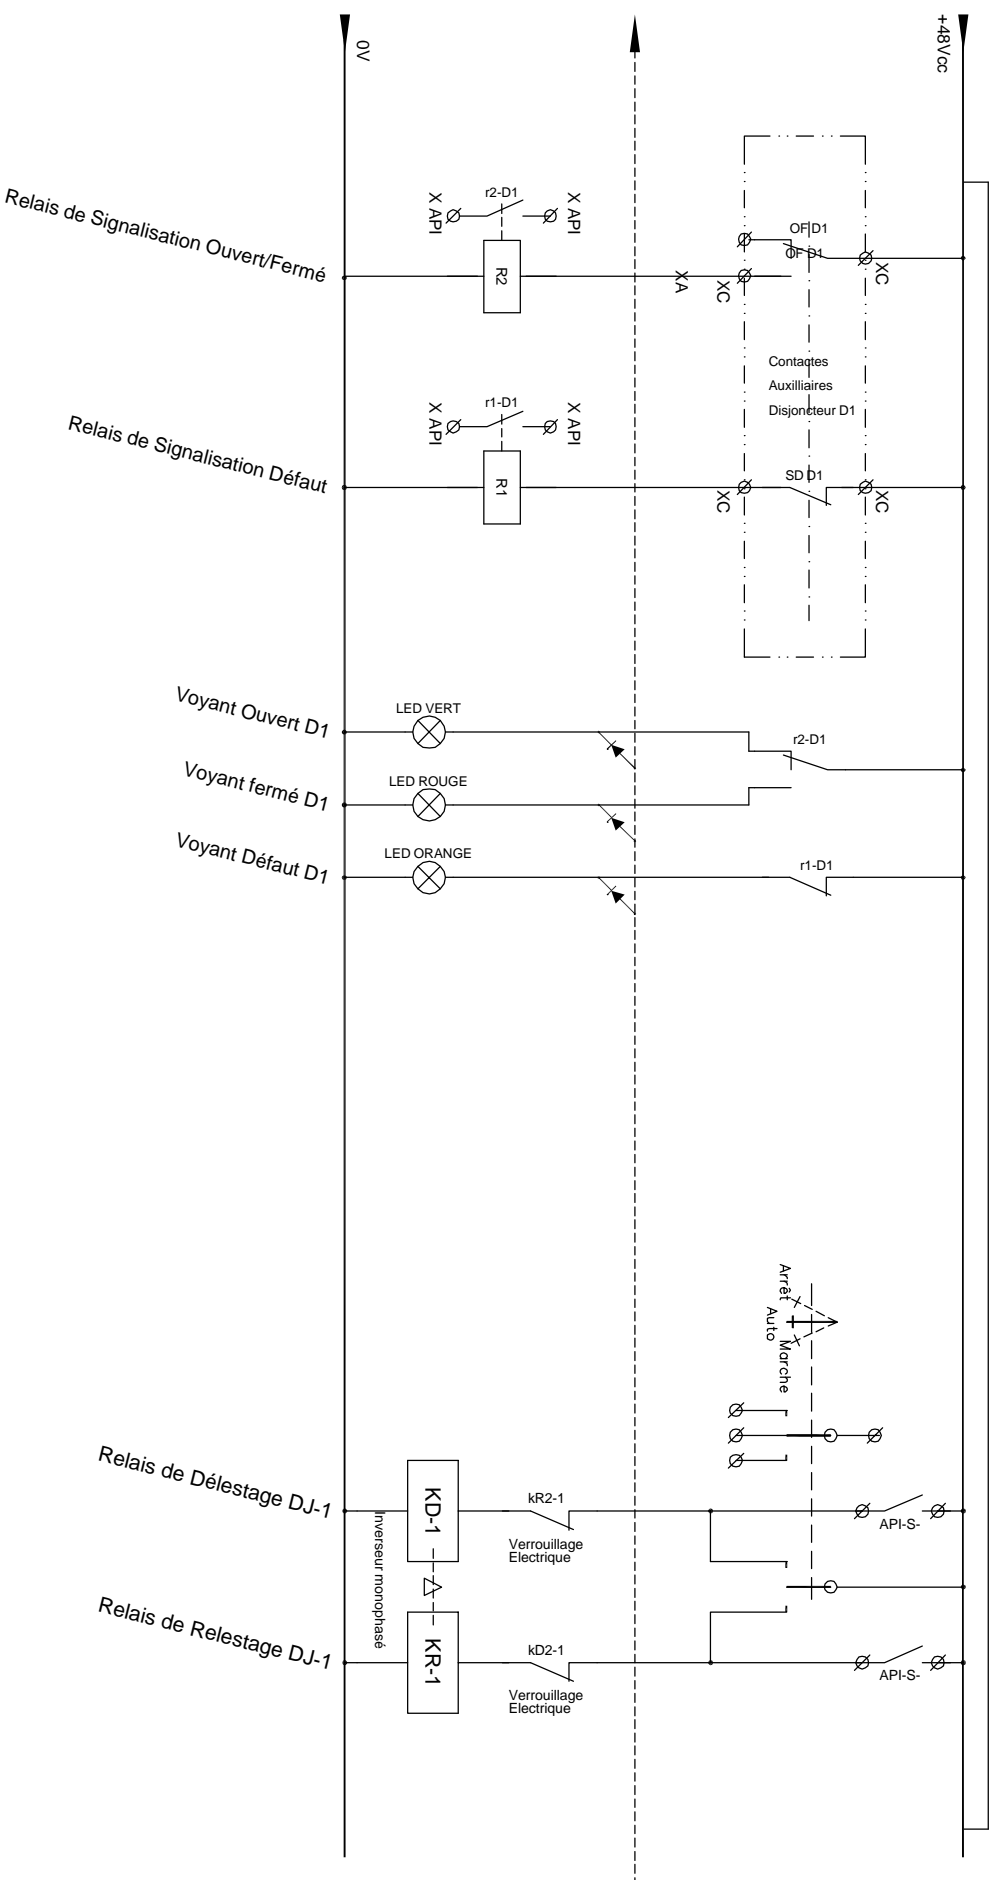 +48Vcc
0V
r2-D1
X API
X API
OF D1
OF D1
Relais de Signalisation Ouvert/Fermé
R2
XA
XC
XC
Contactes
Auxilliaires
Disjoncteur D1
r1-D1
X API
X API
Relais de Signalisation Défaut
R1
SD D1
XC
XC
Voyant Ouvert D1
LED VERT
r2-D1
Voyant fermé D1
LED ROUGE
Voyant Défaut D1
LED ORANGE
r1-D1
Arrêt
Auto
Marche
Relais de Délestage DJ-1
KD-1
kR2-1
Verrouillage
Electrique
API-S-
Inverseur monophasé
Relais de Relestage DJ-1
KR-1
kD2-1
Verrouillage
Electrique
API-S-